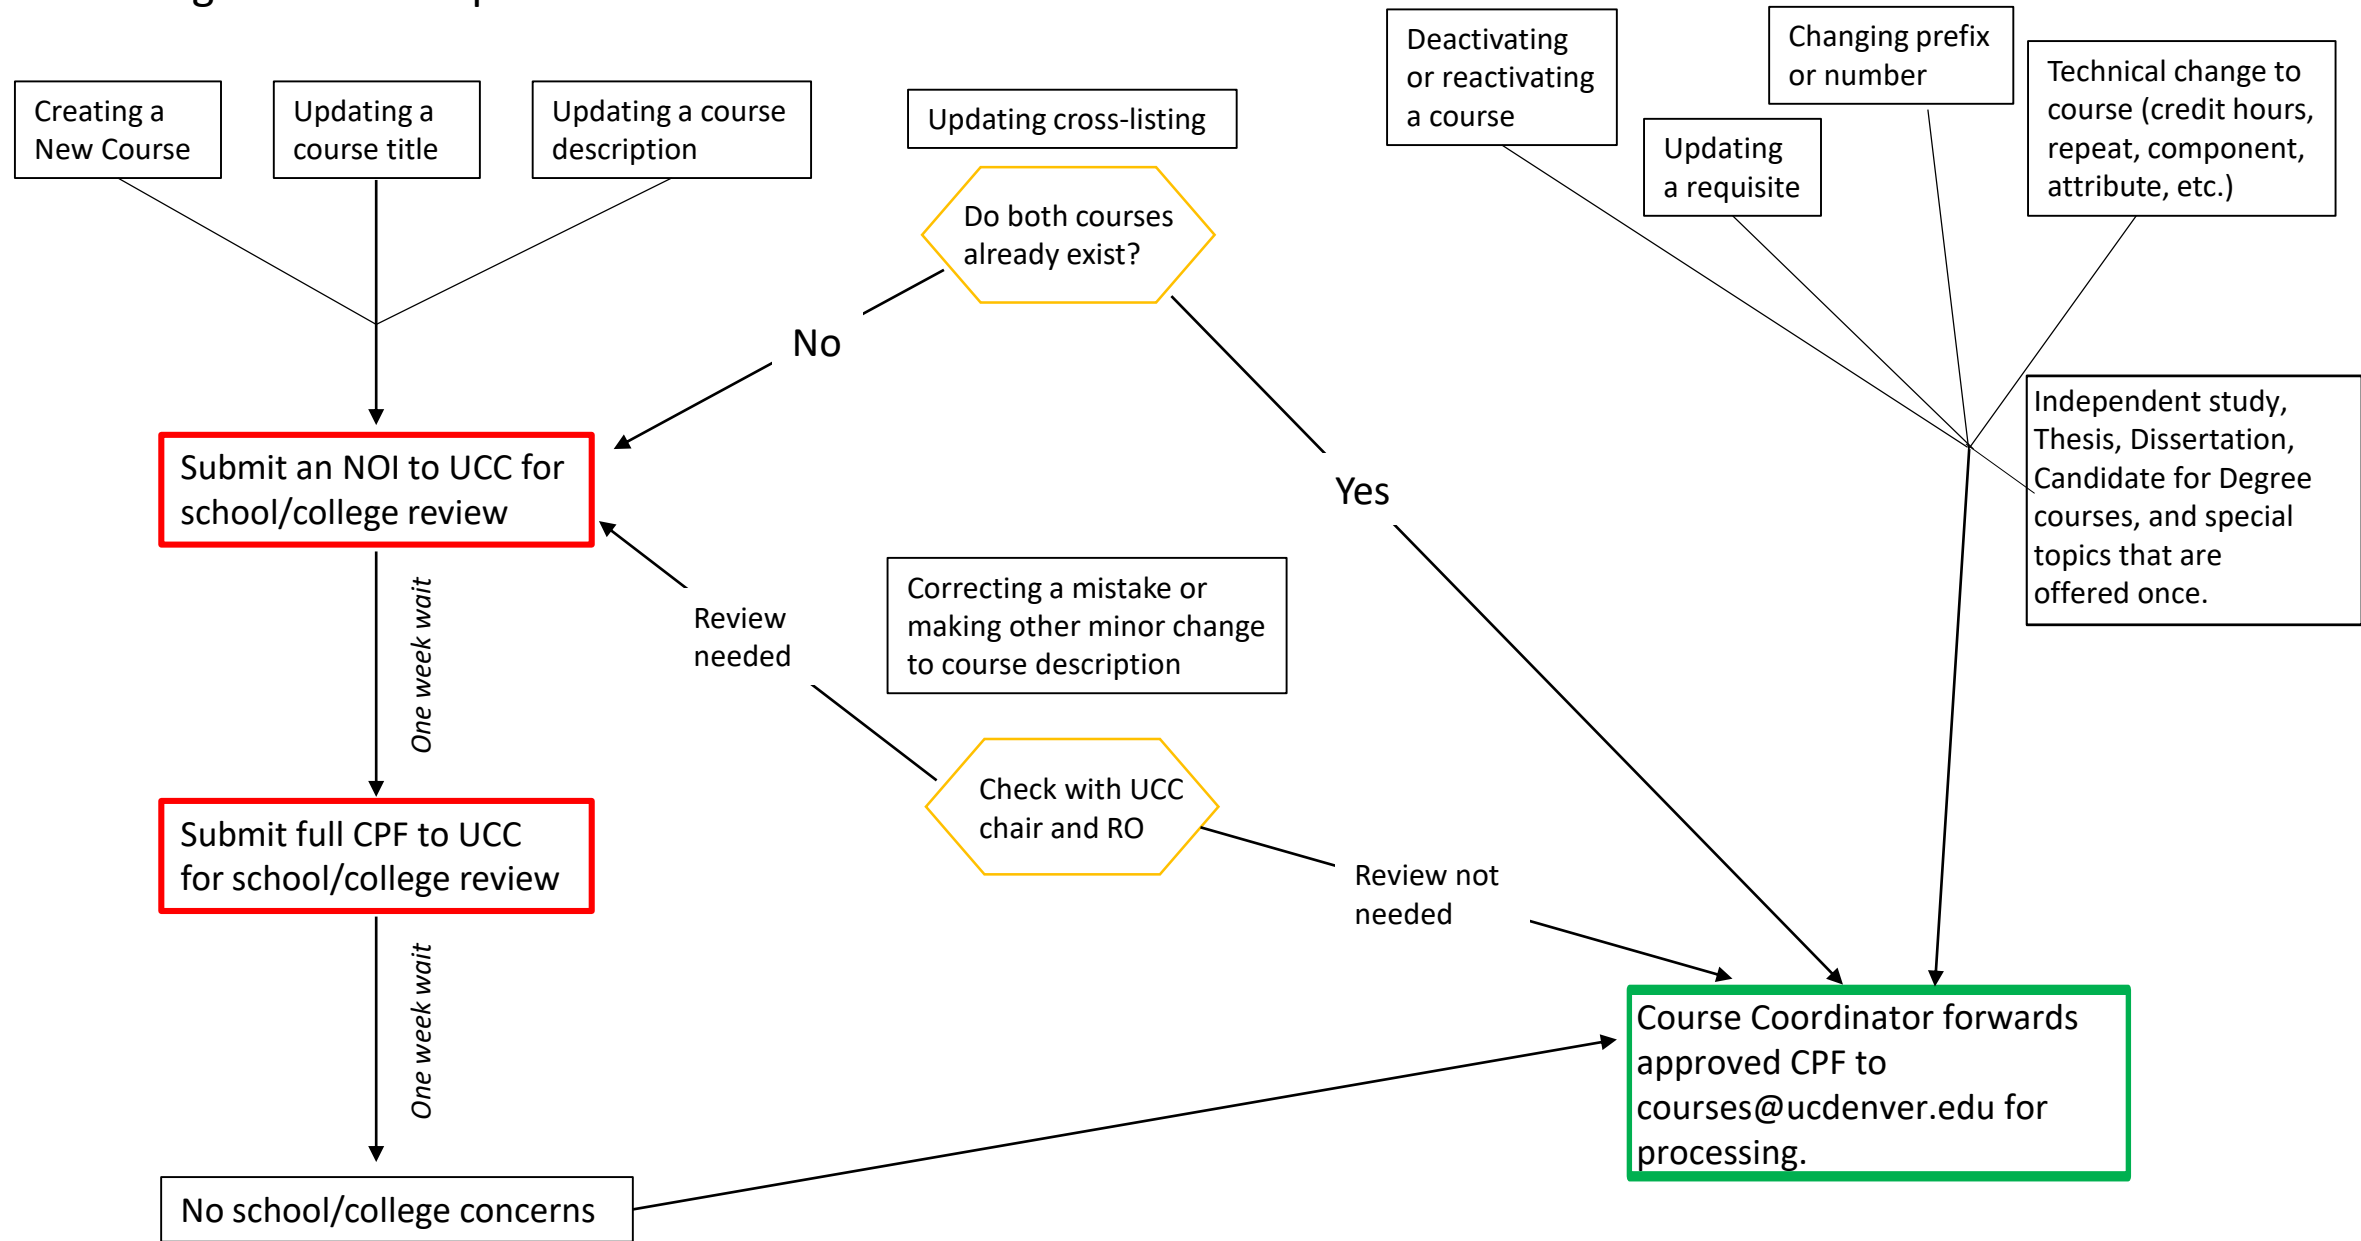 Creating a
New Course
Updating a
course title
Updating a course
description
Updating cross-listing
Do both courses
already exist?
No
Yes
Deactivating
or reactivating
a course
Updating
a requisite
Changing prefix
or number
Technical change to
course (credit hours,
repeat, component,
attribute, etc.)
Independent study,
Thesis, Dissertation,
Candidate for Degree
courses, and special
topics that are
offered once.
Submit an NOI to UCC for
school/college review
One week wait
Review
needed
Correcting a mistake or
making other minor change
to course description
Check with UCC
chair and RO
Review not
needed
Submit full CPF to UCC
for school/college review
One week wait
No school/college concerns
Course Coordinator forwards
approved CPF to
courses@ucdenver.edu for
processing.